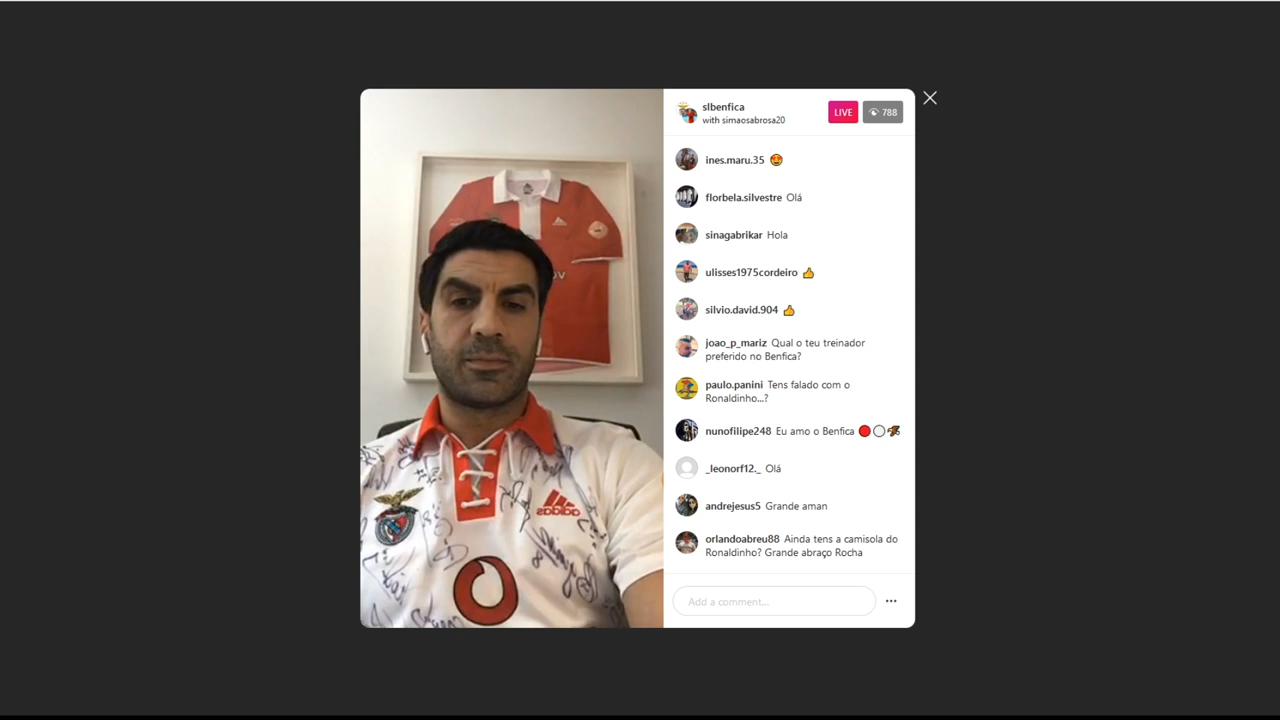 slbenfica
with simaosabrosa20
LIVE
788
ines.maru.35
florbela.silvestre Olá
sinagabrikar Hola
ulisses1975cordeiro
silvio.david.904
joao_p_mariz Qual o teu treinador
preferido no Benfica?
paulo.panini Tens falado com o
Ronaldinho...?
nunofilipe248 Eu amo o Benfica
_leonorf12._ Olá
andrejesus5 Grande aman
orlandoabreu88 Ainda tens a camisola do
Ronaldinho? Grande abraço Rocha
Add a comment...
adidas